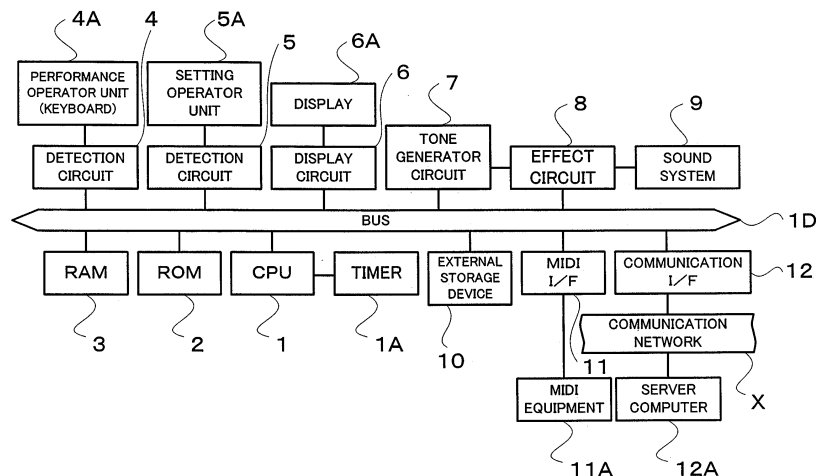 4A
4
5A
5
6A
6
7
8
9
PERFORMANCE
OPERATOR UNIT
(KEYBOARD)
SETTING
OPERATOR
UNIT
DISPLAY
DETECTION
CIRCUIT
DETECTION
CIRCUIT
DISPLAY
CIRCUIT
TONE
GENERATOR
CIRCUIT
EFFECT
CIRCUIT
SOUND
SYSTEM
BUS
1D
RAM
ROM
CPU
TIMER
EXTERNAL
STORAGE
DEVICE
MIDI
I/F
COMMUNICATION
I/F
12
3
2
1
1A
10
11
COMMUNICATION
NETWORK
X
MIDI
EQUIPMENT
SERVER
COMPUTER
11A
12A